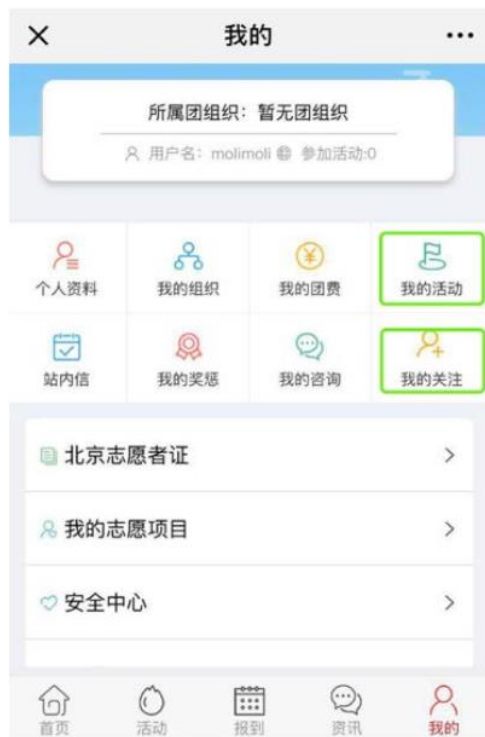 我的
所属团组织：暂无团组织
用户名：molimoli 参加活动:0
个人资料 我的组织 我的团费 我的活动
站内信 我的奖惩 我的咨询 我的关注
北京志愿者证
我的志愿项目
安全中心
首页 活动 报到 资讯 我的